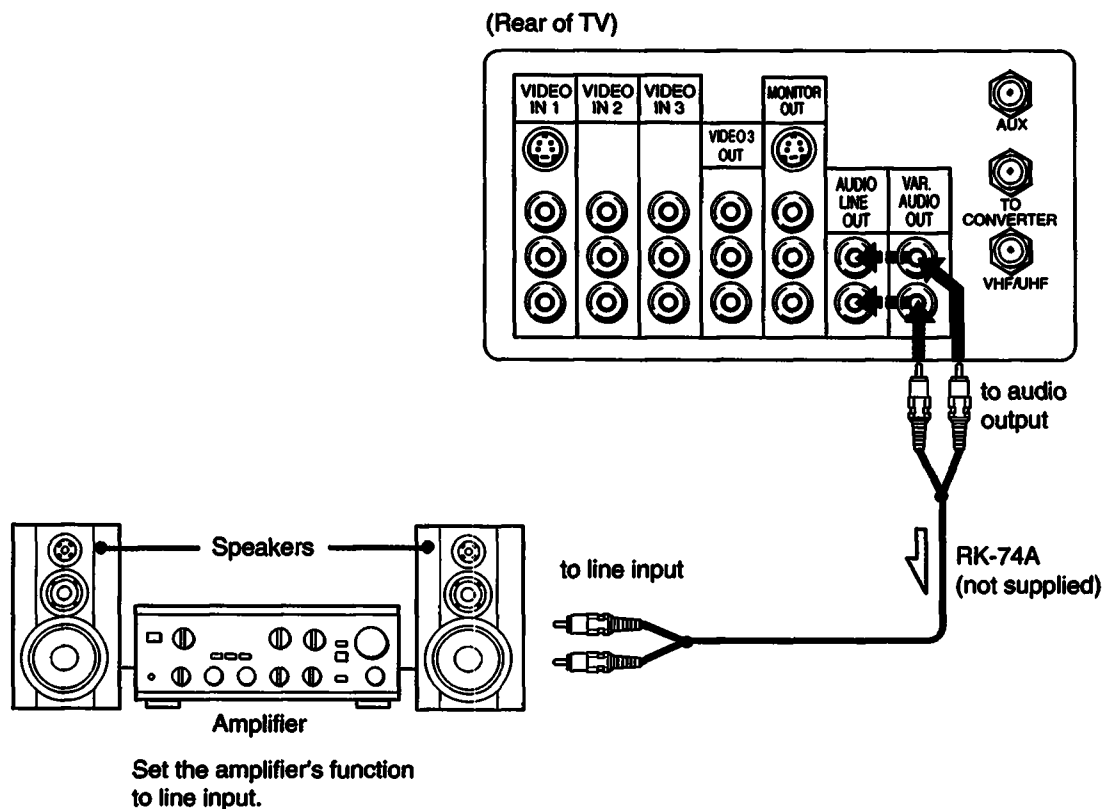 (Rear of TV)
VIDEO IN 1
VIDEO IN 2
VIDEO IN 3
VIDEO 3 OUT
MONITOR OUT
AUDIO LINE OUT
VAR. AUDIO OUT
AUX
TO CONVERTER
VHF/UHF
to audio
output
Speakers
to line input
RK-74A
(not supplied)
Amplifier
Set the amplifier's function
to line input.